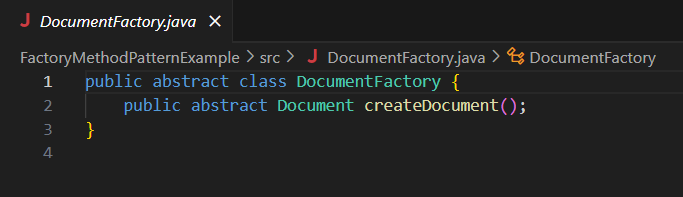 DocumentFactory.java
FactoryMethodPatternExample > src > DocumentFactory.java > DocumentFactory
1 public abstract class DocumentFactory {
2     public abstract Document createDocument();
3 }
4